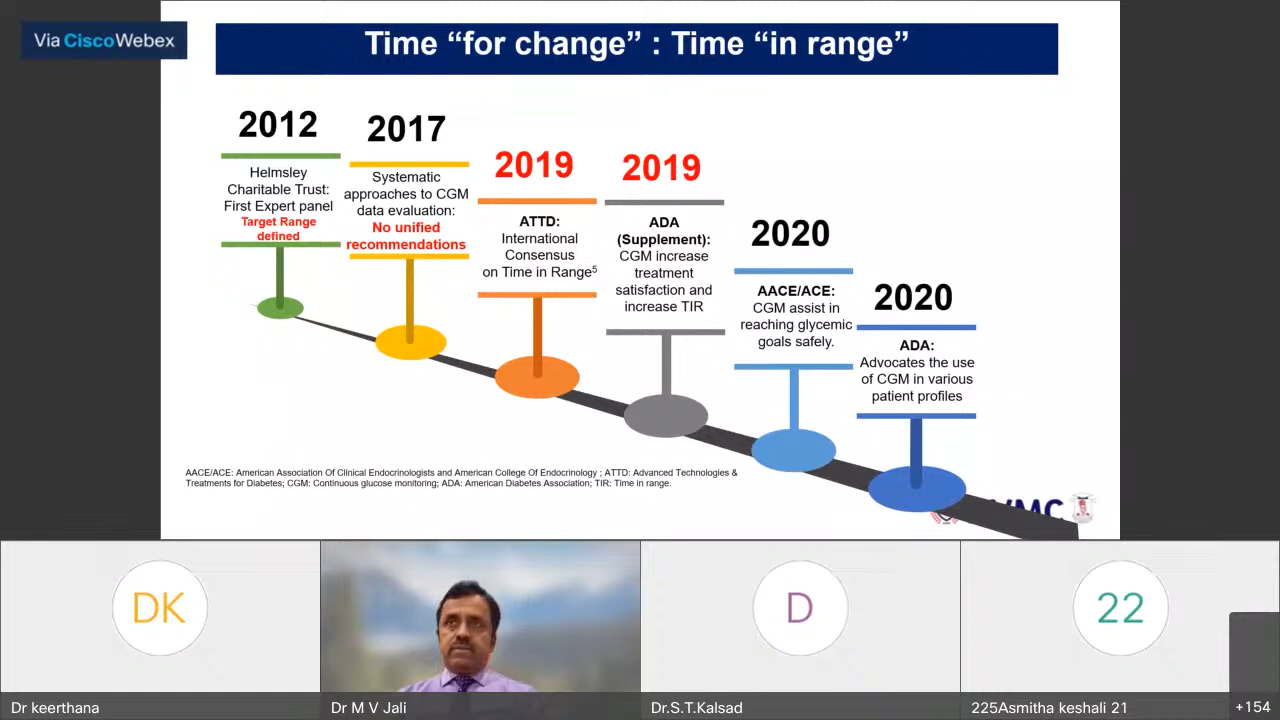 Via Cisco Webex
Time “for change” : Time “in range”
2012
Helmsley
Charitable Trust:
First Expert panel
Target Range
defined
2017
Systematic
approaches to CGM
data evaluation:
No unified
recommendations
2019
ATTD:
International
Consensus
on Time in Range5
2019
ADA
(Supplement):
CGM increase
treatment
satisfaction and
increase TIR
2020
AACE/ACE:
CGM assist in
reaching glycemic
goals safely.
2020
ADA:
Advocates the use
of CGM in various
patient profiles
AACE/ACE: American Association Of Clinical Endocrinologists and American College Of Endocrinology ; ATTD: Advanced Technologies &
Treatments for Diabetes; CGM: Continuous glucose monitoring; ADA: American Diabetes Association; TIR: Time in range.
DK
D
22
Dr keerthana
Dr M V Jali
Dr.S.T.Kalsad
225Asmitha keshali 21
+154